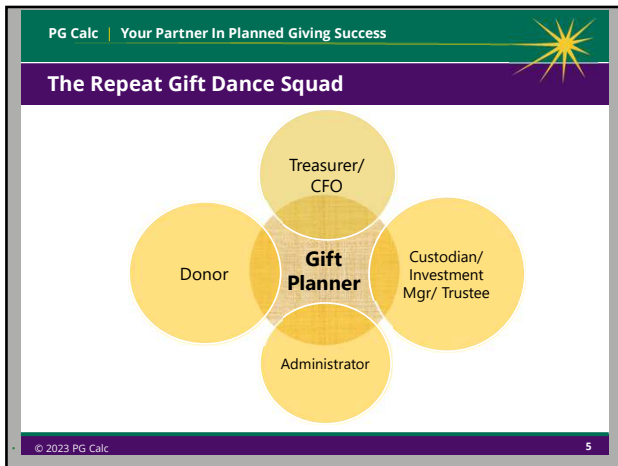 PG Calc | Your Partner In Planned Giving Success
The Repeat Gift Dance Squad
Treasurer/
CFO
Donor
Gift
Planner
Custodian/
Investment
Mgr/ Trustee
Administrator
© 2023 PG Calc
5